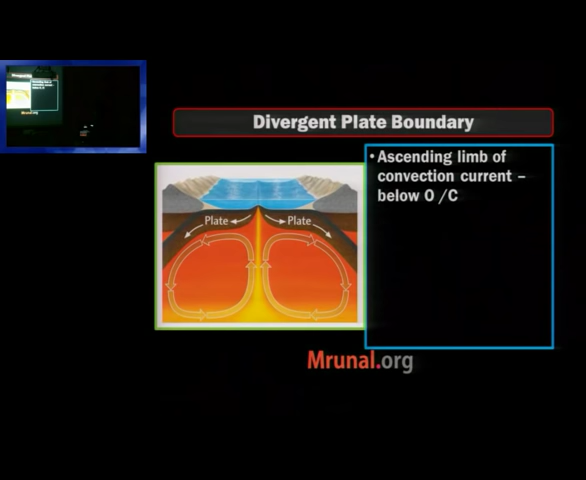 Divergent Plate Boundary
• Ascending limb of
convection current –
below O /C
Plate
Plate
Mrunal.org